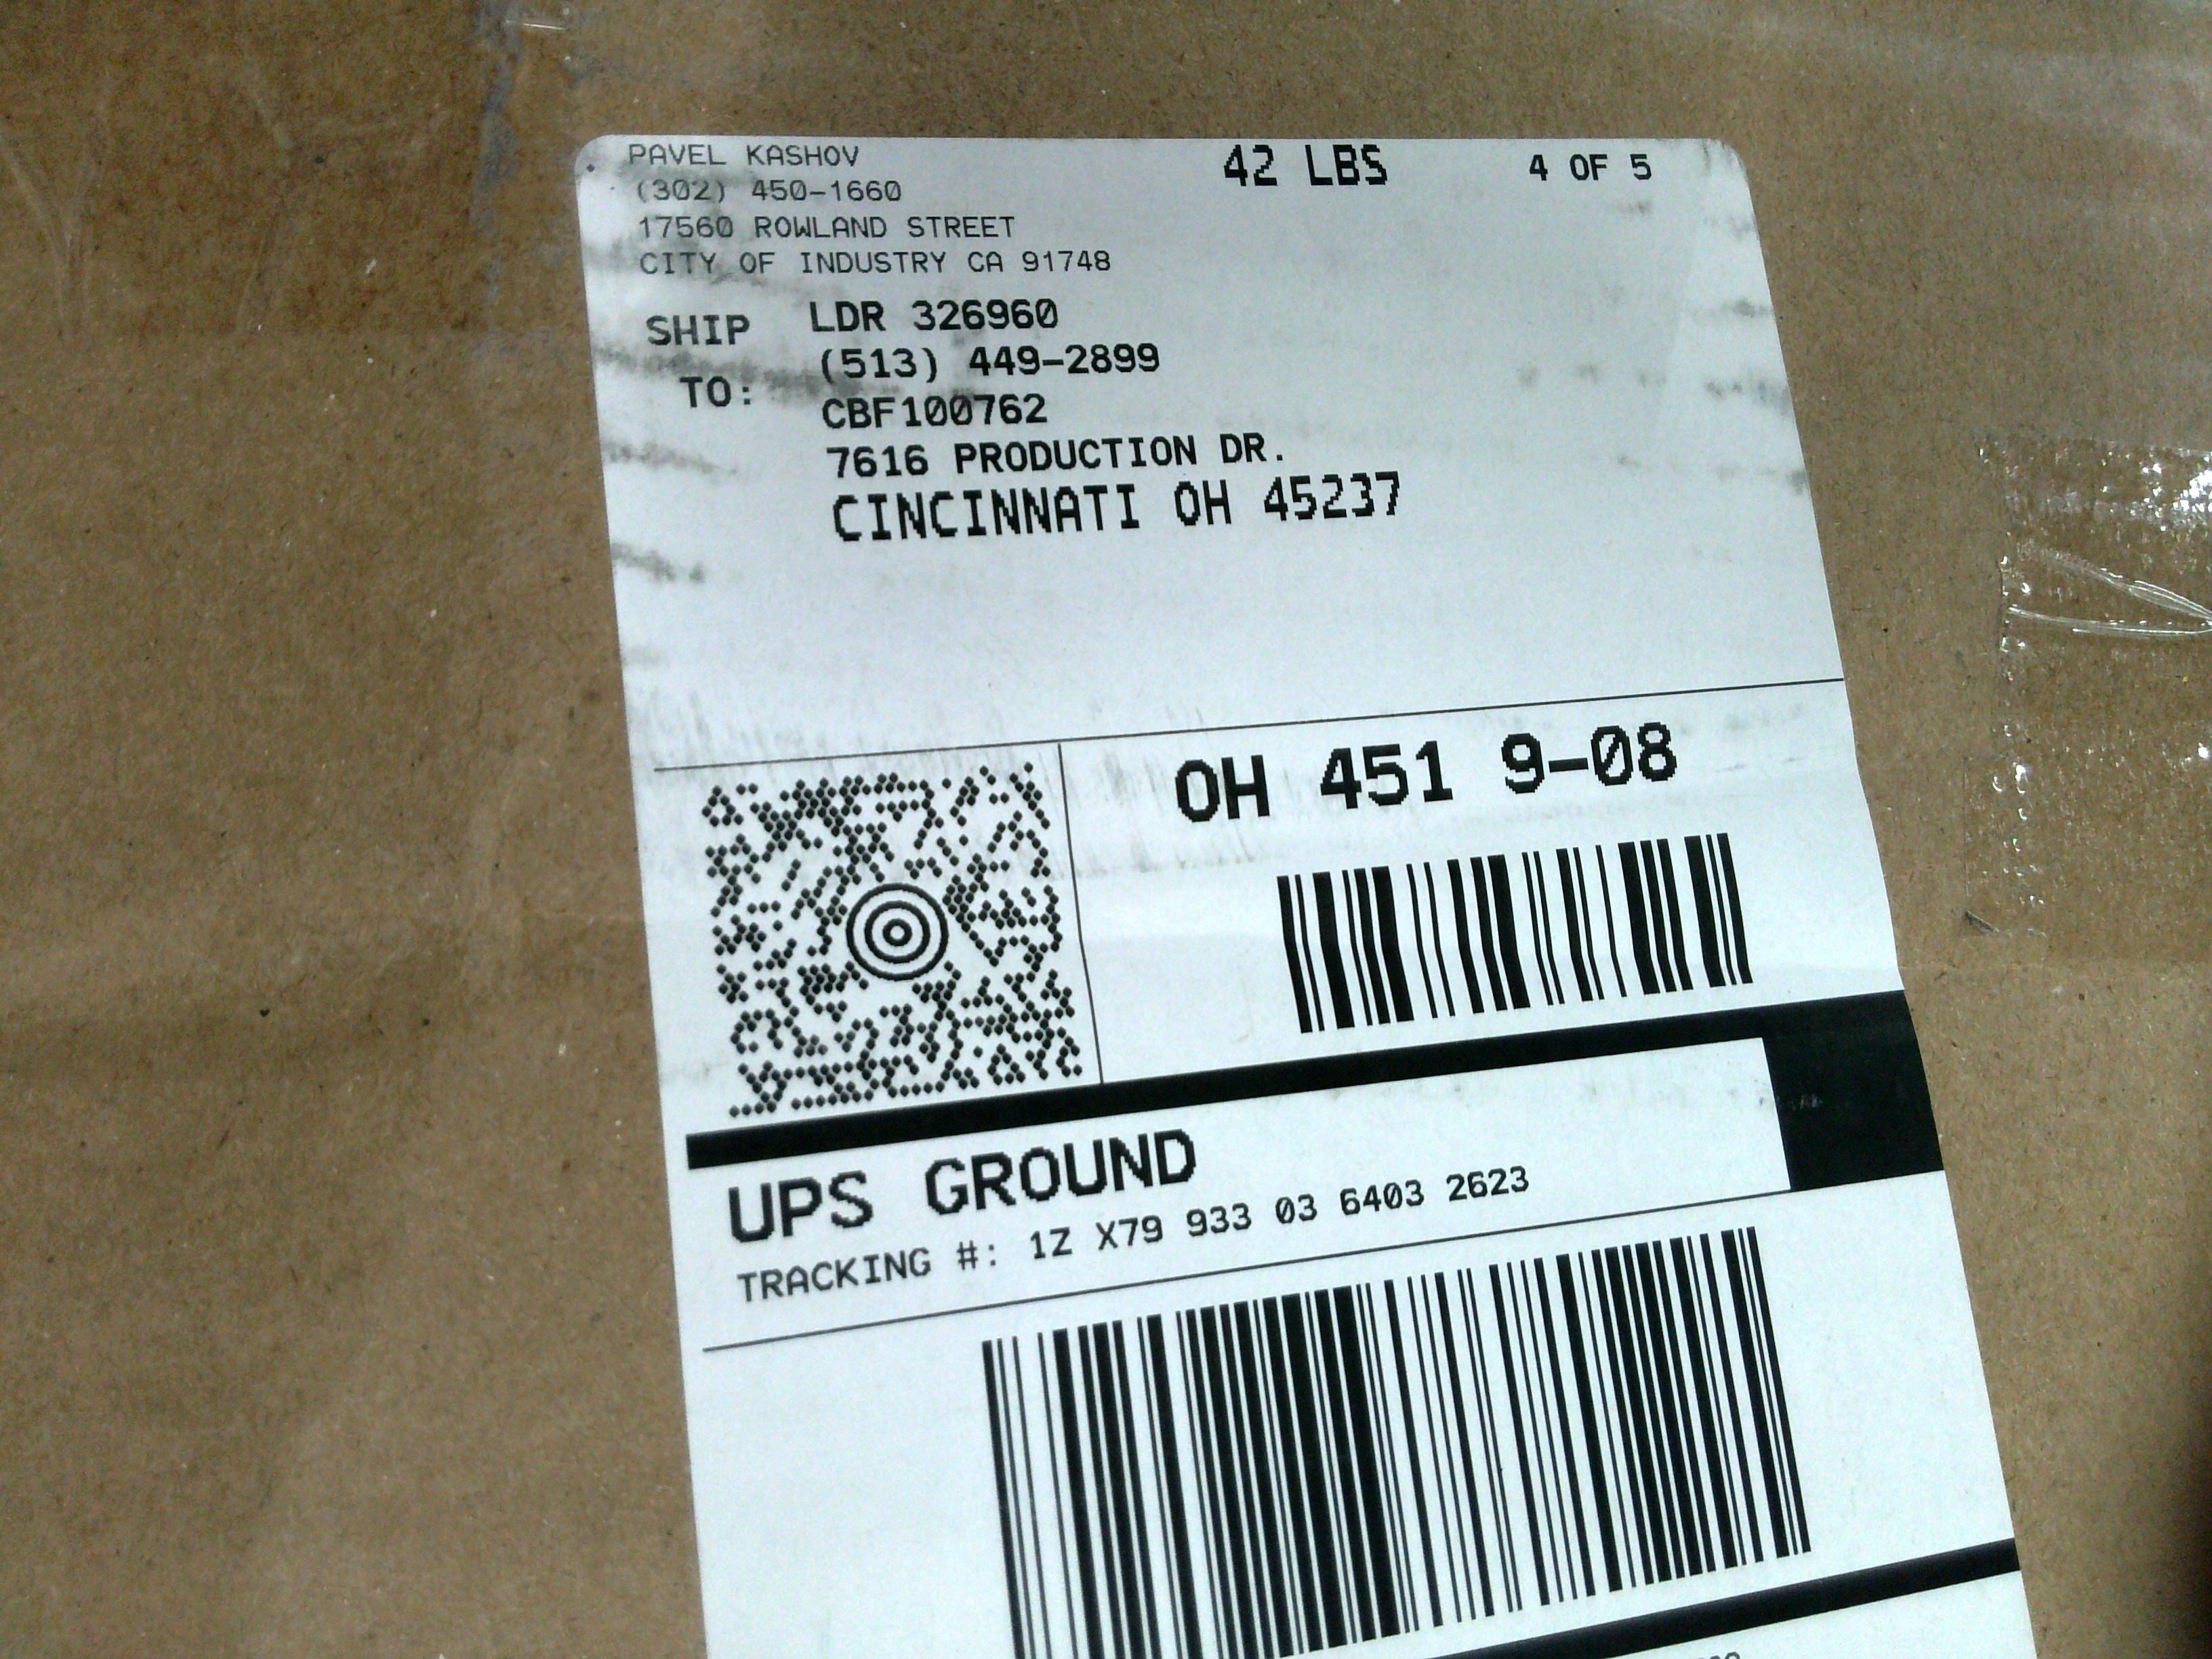 PAVEL KASHOV
(302) 450-1660
17560 ROWLAND STREET
CITY OF INDUSTRY CA 91748
42 LBS
4 OF 5
SHIP TO:
LDR 326960
(513) 449-2899
CBF100762
7616 PRODUCTION DR.
CINCINNATI OH 45237
OH 451 9-08
UPS GROUND
TRACKING #: 1Z X79 933 03 6403 2623